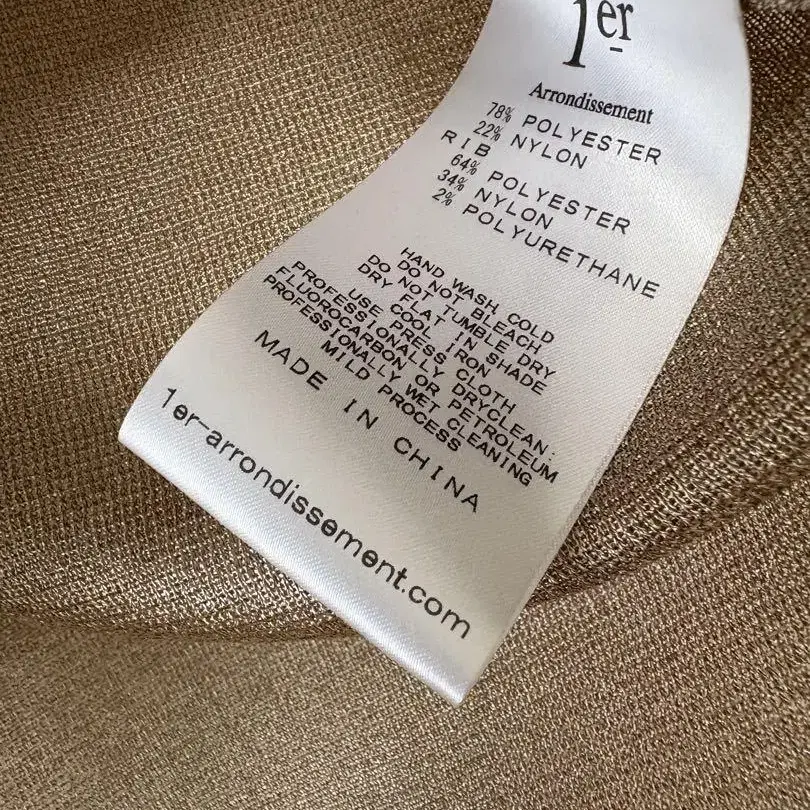 1er
Arrondissement
78% POLYESTER
22% NYLON
RIB
64% POLYESTER
34% NYLON
2% POLYURETHANE
HAND WASH COLD
DO NOT BLEACH
DO NOT TUMBLE DRY
DRY FLAT IN SHADE
USE COOL IRON
USE PRESS CLOTH
PROFESSIONALLY DRYCLEAN:
FLUOROCARBON OR PETROLEUM
PROFESSIONALLY WET CLEANING
MILD PROCESS
MADE IN CHINA
1er-arrondissement.com